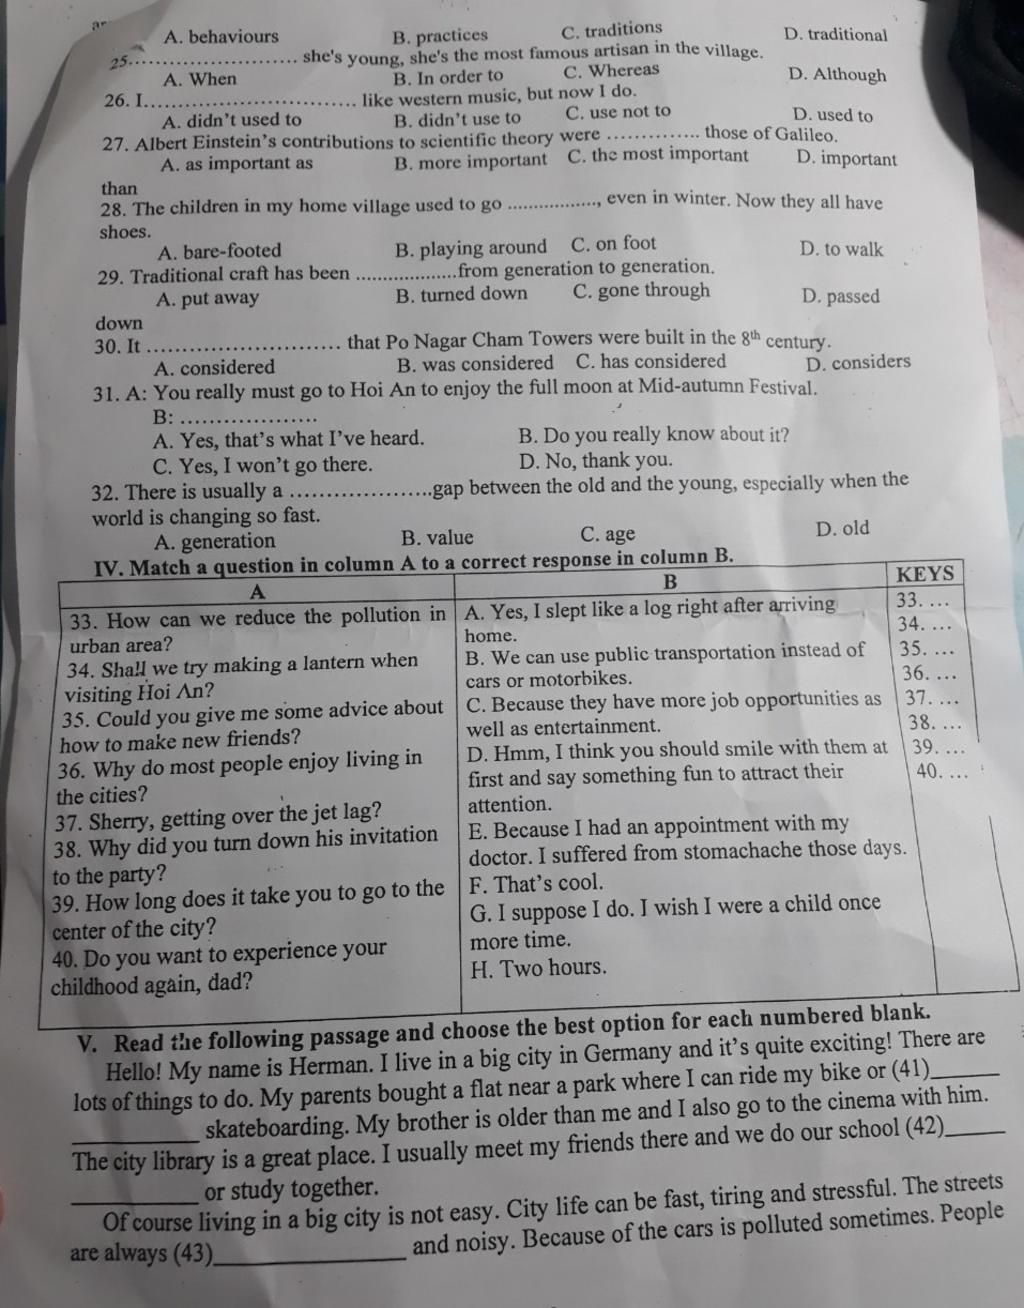 A. behaviours B. practices C. traditions D. traditional
25........................... she's young, she's the most famous artisan in the village.
A. When B. In order to C. Whereas D. Although
26. I................................ like western music, but now I do.
A. didn't used to B. didn't use to C. use not to D. used to
27. Albert Einstein's contributions to scientific theory were .............. those of Galileo.
A. as important as B. more important C. the most important D. important
than
28. The children in my home village used to go ................, even in winter. Now they all have
shoes.
A. bare-footed B. playing around C. on foot D. to walk
29. Traditional craft has been ..................from generation to generation.
A. put away B. turned down C. gone through D. passed
down
30. It ............................. that Po Nagar Cham Towers were built in the 8th century.
A. considered B. was considered C. has considered D. considers
31. A: You really must go to Hoi An to enjoy the full moon at Mid-autumn Festival.
B: ....................
A. Yes, that's what I've heard. B. Do you really know about it?
C. Yes, I won't go there. D. No, thank you.
32. There is usually a .....................gap between the old and the young, especially when the
world is changing so fast.
A. generation B. value C. age D. old
IV. Match a question in column A to a correct response in column B.
A B KEYS
33. How can we reduce the pollution in
urban area?
34. Shall we try making a lantern when
visiting Hoi An?
35. Could you give me some advice about
how to make new friends?
36. Why do most people enjoy living in
the cities?
37. Sherry, getting over the jet lag?
38. Why did you turn down his invitation
to the party?
39. How long does it take you to go to the
center of the city?
40. Do you want to experience your
childhood again, dad?
A. Yes, I slept like a log right after arriving
home.
B. We can use public transportation instead of
cars or motorbikes.
C. Because they have more job opportunities as
well as entertainment.
D. Hmm, I think you should smile with them at
first and say something fun to attract their
attention.
E. Because I had an appointment with my
doctor. I suffered from stomachache those days.
F. That's cool.
G. I suppose I do. I wish I were a child once
more time.
H. Two hours.
33. ...
34. ...
35. ...
36. ...
37. ...
38. ...
39. ...
40. ...
V. Read the following passage and choose the best option for each numbered blank.
Hello! My name is Herman. I live in a big city in Germany and it's quite exciting! There are
lots of things to do. My parents bought a flat near a park where I can ride my bike or (41)______
____________ skateboarding. My brother is older than me and I also go to the cinema with him.
The city library is a great place. I usually meet my friends there and we do our school (42)_____
____________ or study together.
Of course living in a big city is not easy. City life can be fast, tiring and stressful. The streets
are always (43)_________________ and noisy. Because of the cars is polluted sometimes. People